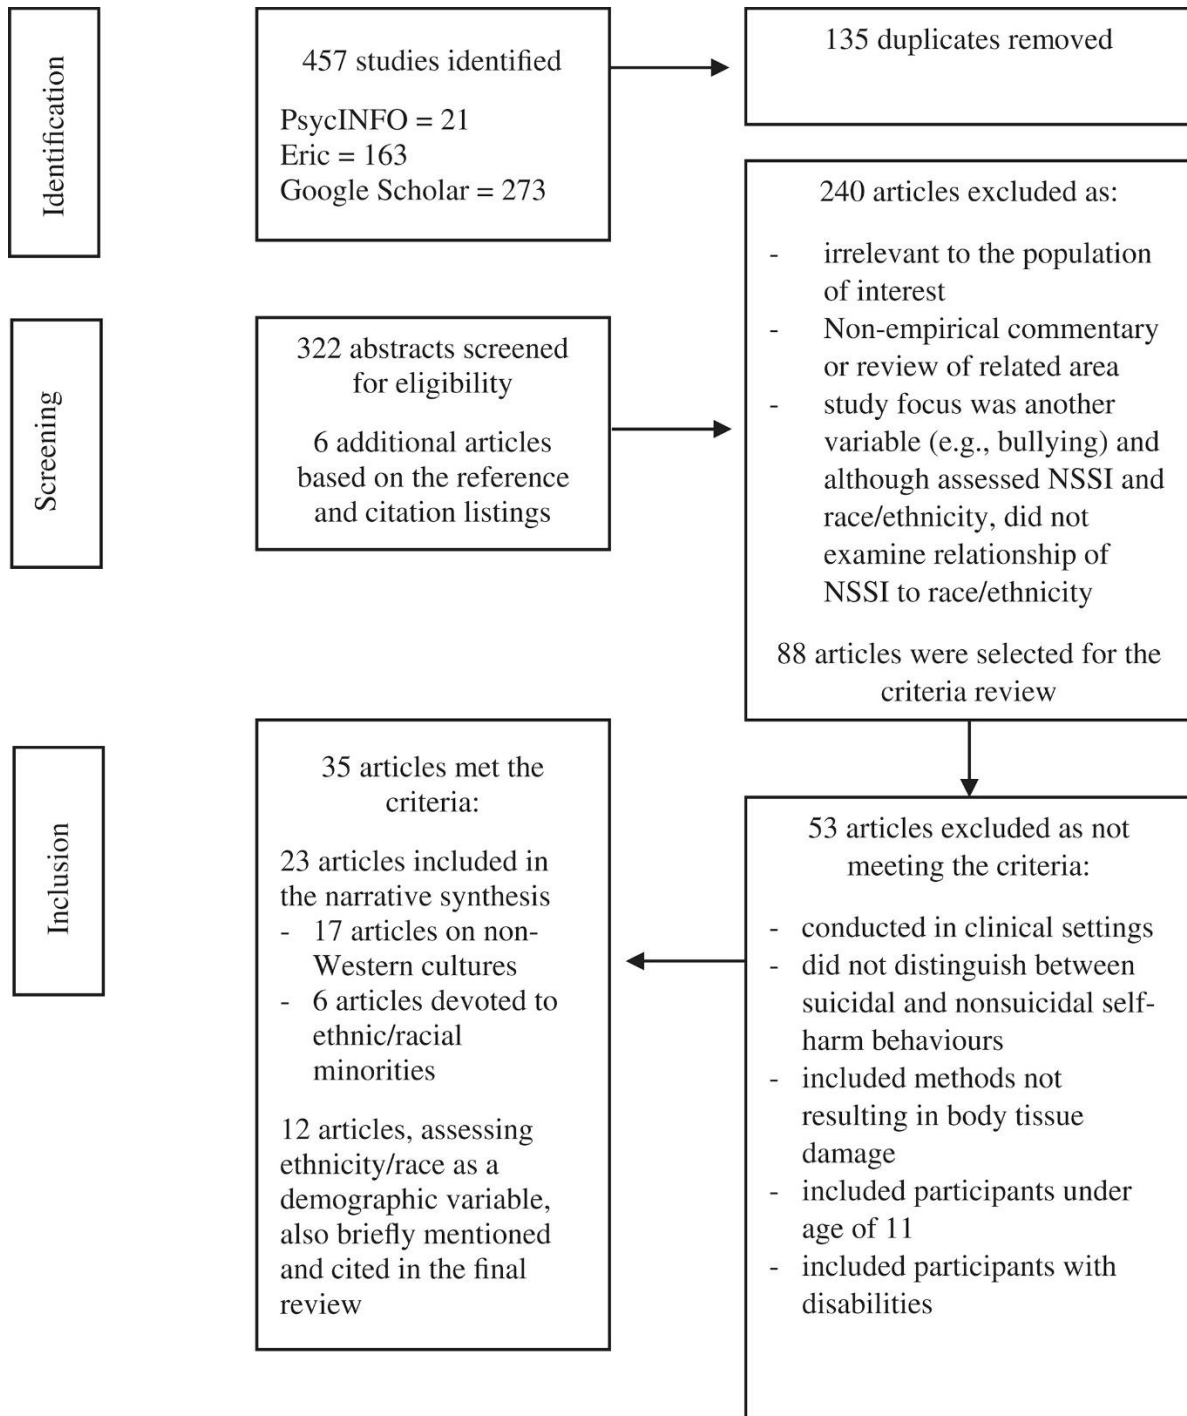 Identification
457 studies identified
PsycINFO = 21
Eric = 163
Google Scholar = 273
135 duplicates removed
240 articles excluded as:
- irrelevant to the population
of interest
- Non-empirical commentary
or review of related area
- study focus was another
variable (e.g., bullying) and
although assessed NSSI and
race/ethnicity, did not
examine relationship of
NSSI to race/ethnicity
88 articles were selected for the
criteria review
Screening
322 abstracts screened
for eligibility
6 additional articles
based on the reference
and citation listings
Inclusion
35 articles met the
criteria:
23 articles included in
the narrative synthesis
- 17 articles on non-
Western cultures
- 6 articles devoted to
ethnic/racial
minorities
12 articles, assessing
ethnicity/race as a
demographic variable,
also briefly mentioned
and cited in the final
review
53 articles excluded as not
meeting the criteria:
- conducted in clinical settings
- did not distinguish between
suicidal and nonsuicidal self-
harm behaviours
- included methods not
resulting in body tissue
damage
- included participants under
age of 11
- included participants with
disabilities